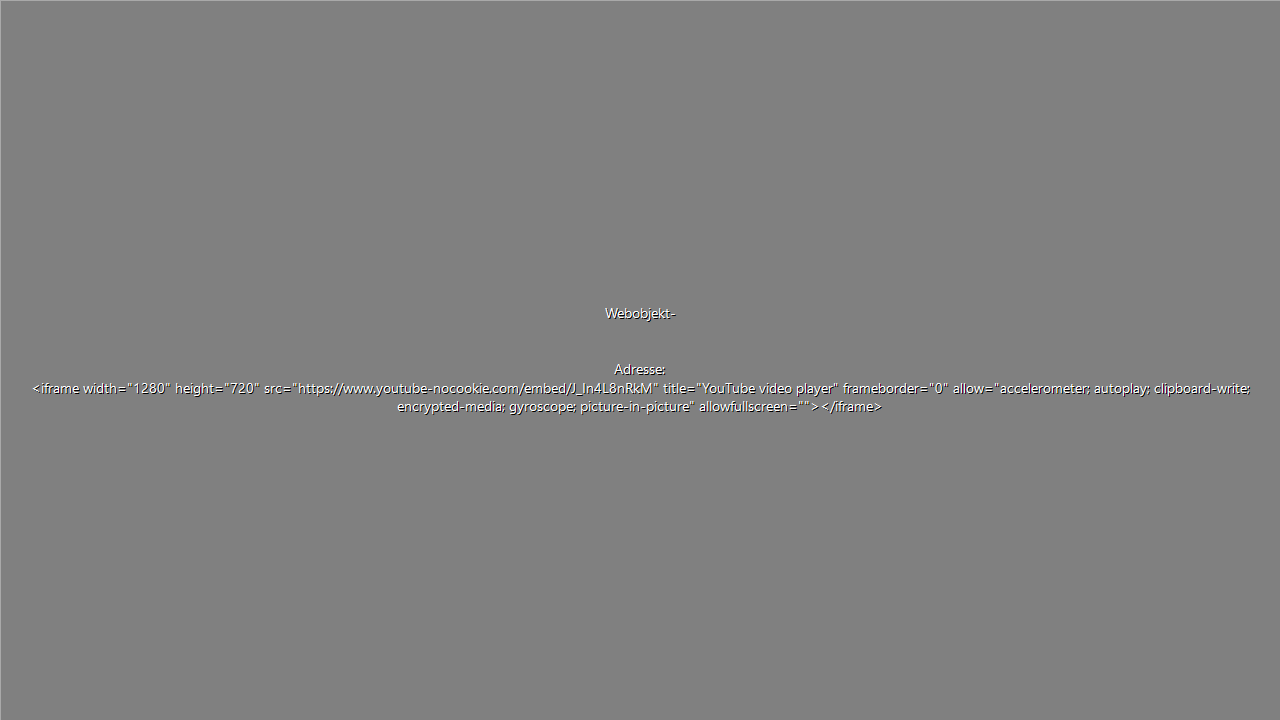 Webobjekt-
Adresse:
<iframe width="1280" height="720" src="https://www.youtube-nocookie.com/embed/J_In4L8nRkM" title="YouTube video player" frameborder="0" allow="accelerometer; autoplay; clipboard-write;
encrypted-media; gyroscope; picture-in-picture" allowfullscreen=""></iframe>